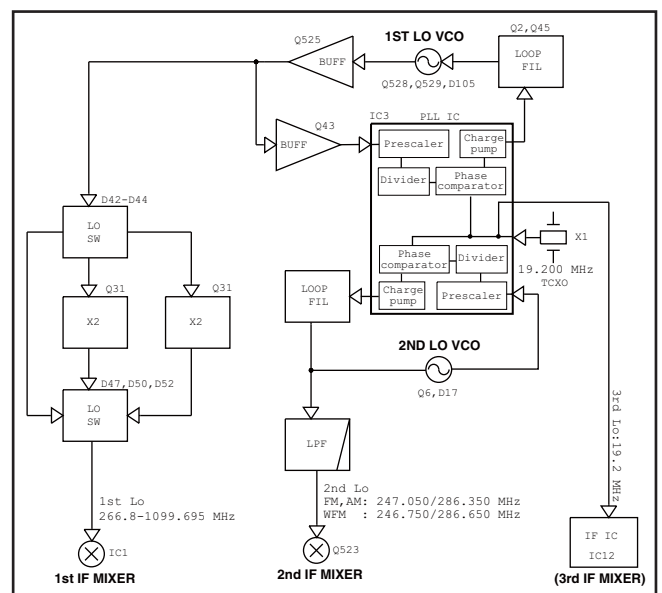 Q525
1ST LO VCO
Q2,Q45
BUFF
LOOP
FIL
Q528,Q529,D105
Q43
IC3
PLL IC
BUFF
Prescaler
Charge
pump
Divider
Phase
comparator
D42-D44
LO
SW
X1
19.200 MHz
TCXO
Phase
comparator
Divider
Charge
pump
Prescaler
LOOP
FIL
Q31
Q31
X2
X2
2ND LO VCO
Q6,D17
D47,D50,D52
LO
SW
LPF
3rd Lo:19.2 MHz
1st Lo
266.8-1099.695 MHz
2nd Lo
FM,AM: 247.050/286.350 MHz
WFM : 246.750/286.650 MHz
IF IC
IC12
IC1
Q523
1st IF MIXER
2nd IF MIXER
(3rd IF MIXER)